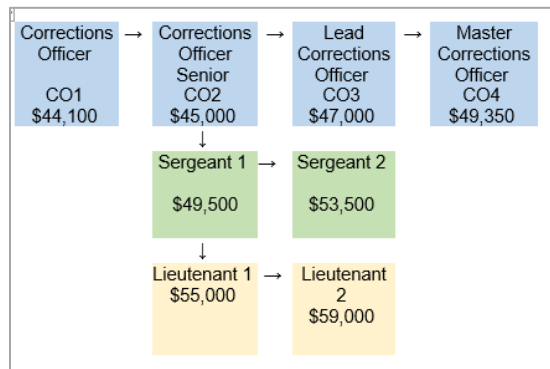 Corrections Officer CO1 $44,100
→
Corrections Officer Senior CO2 $45,000
→
Lead Corrections Officer CO3 $47,000
→
Master Corrections Officer CO4 $49,350
↓
Sergeant 1 $49,500
→
Sergeant 2 $53,500
↓
Lieutenant 1 $55,000
→
Lieutenant 2 $59,000